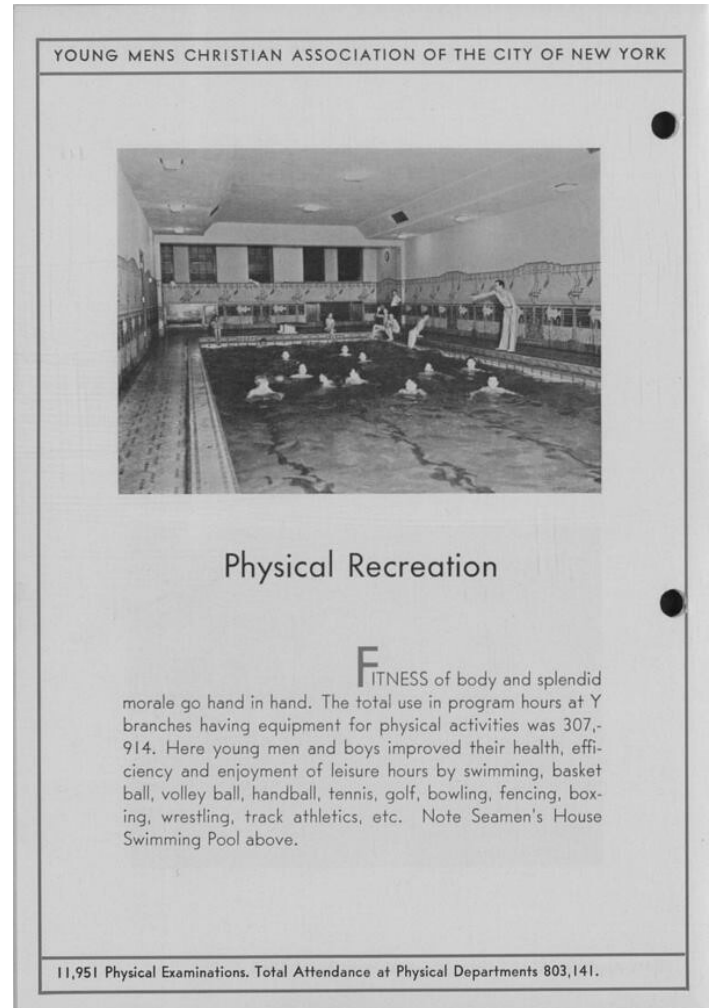 YOUNG MENS CHRISTIAN ASSOCIATION OF THE CITY OF NEW YORK
Physical Recreation
FITNESS of body and splendid
morale go hand in hand. The total use in program hours at Y
branches having equipment for physical activities was 307,-
914. Here young men and boys improved their health, effi-
ciency and enjoyment of leisure hours by swimming, basket
ball, volley ball, handball, tennis, golf, bowling, fencing, box-
ing, wrestling, track athletics, etc. Note Seamen's House
Swimming Pool above.
11,951 Physical Examinations. Total Attendance at Physical Departments 803,141.